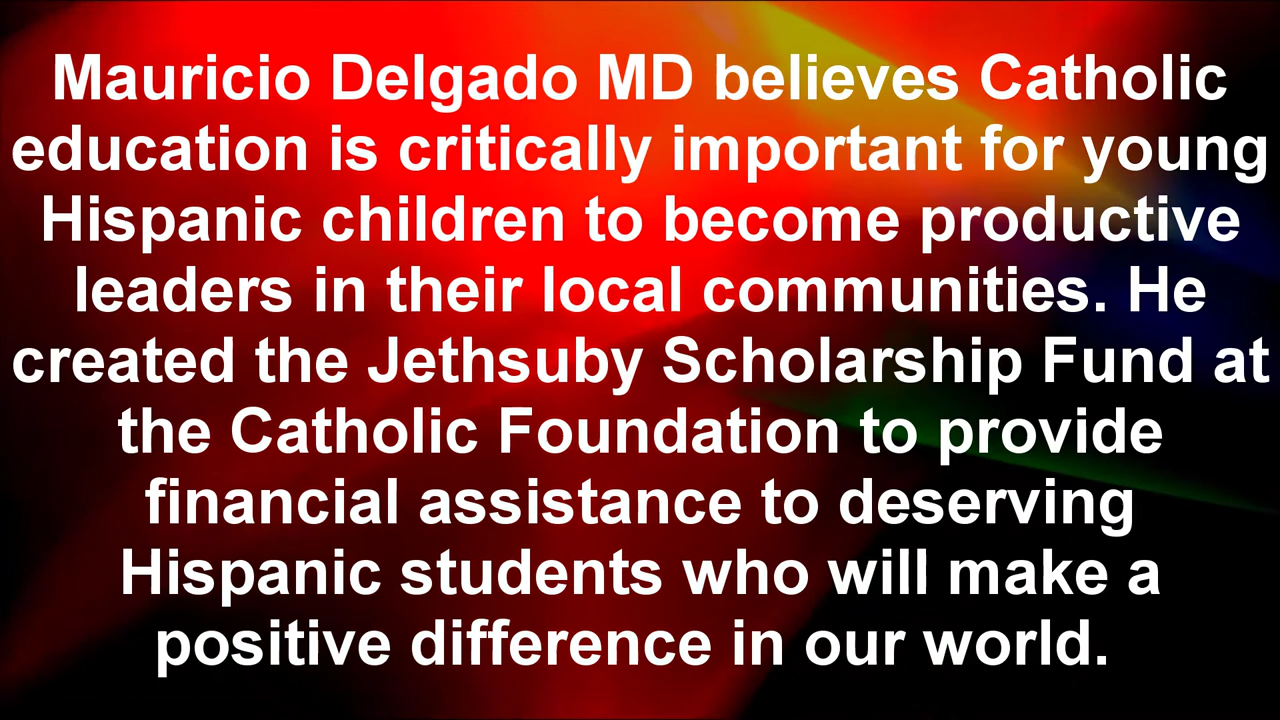 Mauricio Delgado MD believes Catholic
education is critically important for young
Hispanic children to become productive
leaders in their local communities. He
created the Jethsuby Scholarship Fund at
the Catholic Foundation to provide
financial assistance to deserving
Hispanic students who will make a
positive difference in our world.